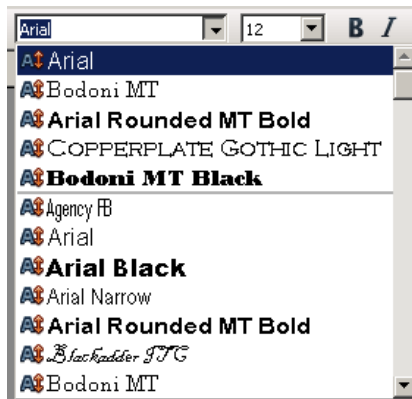 Arial 12 B I
Arial
Bodoni MT
Arial Rounded MT Bold
Copperplate Gothic Light
Bodoni MT Black
Agency FB
Arial
Arial Black
Arial Narrow
Arial Rounded MT Bold
Blackadder ITC
Bodoni MT